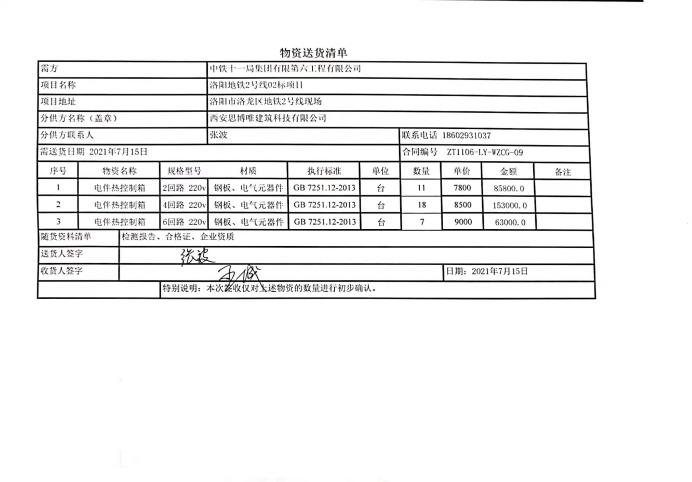 物资送货清单
需方 中铁十一局集团有限第六工程有限公司
项目名称 洛阳地铁2号线02标项目
项目地址 洛阳市洛龙区地铁2号线现场
分供方名称（盖章） 西安思博唯建筑科技有限公司
分供方联系人 张波 联系电话 18602931037
需送货日期 2021年7月15日 合同编号 ZT1106-LY-WZCG-09
序号 物资名称 规格型号 材质 执行标准 单位 数量 单价 金额 备注
1 电伴热控制箱 2回路 220v 钢板、电气元器件 GB 7251.12-2013 台 11 7800 85800.0
2 电伴热控制箱 4回路 220v 钢板、电气元器件 GB 7251.12-2013 台 18 8500 153000.0
3 电伴热控制箱 6回路 220v 钢板、电气元器件 GB 7251.12-2013 台 7 9000 63000.0
随货资料清单 检测报告、合格证、企业资质
送货人签字 张波
收货人签字 日期：2021年7月15日
特别说明：本次签收仅对上述物资的数量进行初步确认。